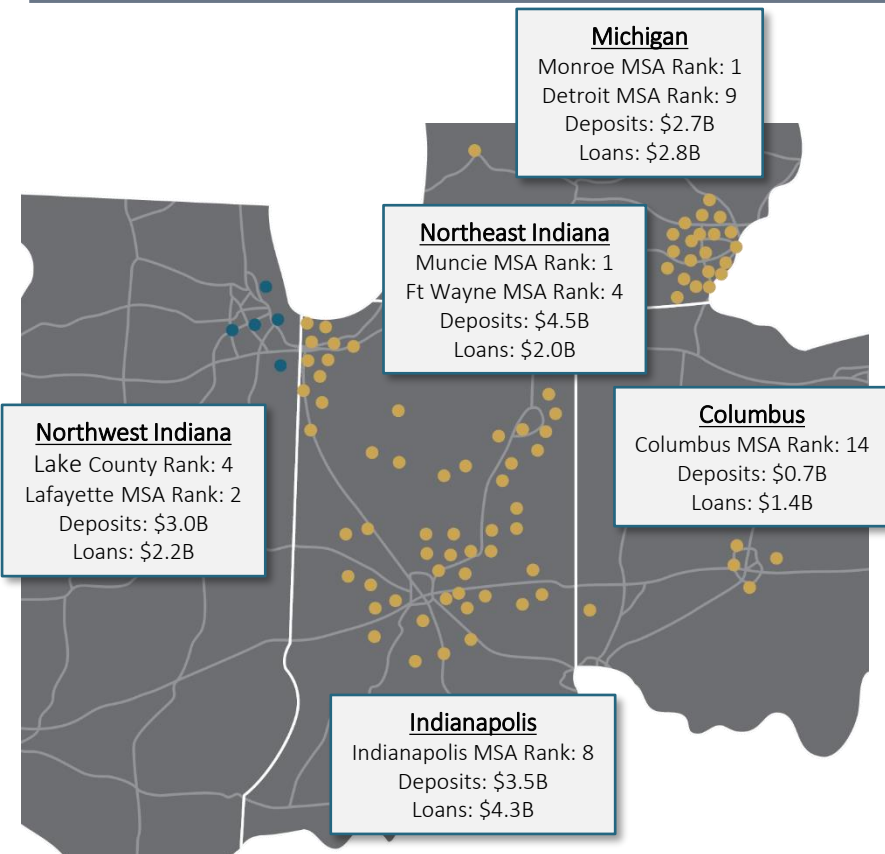 Michigan
Monroe MSA Rank: 1
Detroit MSA Rank: 9
Deposits: $2.7B
Loans: $2.8B
Northeast Indiana
Muncie MSA Rank: 1
Ft Wayne MSA Rank: 4
Deposits: $4.5B
Loans: $2.0B
Northwest Indiana
Lake County Rank: 4
Lafayette MSA Rank: 2
Deposits: $3.0B
Loans: $2.2B
Columbus
Columbus MSA Rank: 14
Deposits: $0.7B
Loans: $1.4B
Indianapolis
Indianapolis MSA Rank: 8
Deposits: $3.5B
Loans: $4.3B